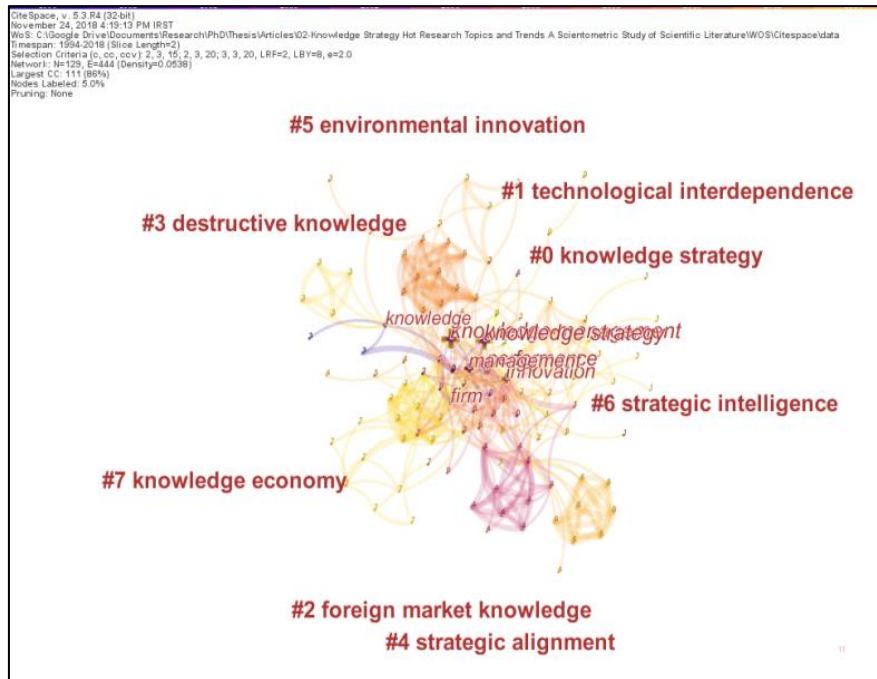 CiteSpace, v. 5.3.R4 (32-bit)
November 24, 2018 4:19:13 PM IRST
WoS: C:\Google Drive\Documents\Research\PhD\Thesis\Articles\02-Knowledge Strategy Hot Research Topics and Trends A Scientometric Study of Scientific Literature\WOS\Citespace\data
Timespan: 1994-2018 (Slice Length=2)
Selection Criteria (c, cc, ccv): 2, 3, 15; 2, 3, 20; 3, 3, 20, LRF=2, LBY=8, e=2.0
Network: N=129, E=444 (Density=0.0538)
Largest CC: 111 (86%)
Nodes Labeled: 5.0%
Pruning: None
#5 environmental innovation
#1 technological interdependence
#3 destructive knowledge
#0 knowledge strategy
knowledge
knowledge management
knowledge strategy
innovation
firm
#6 strategic intelligence
#7 knowledge economy
#2 foreign market knowledge
#4 strategic alignment